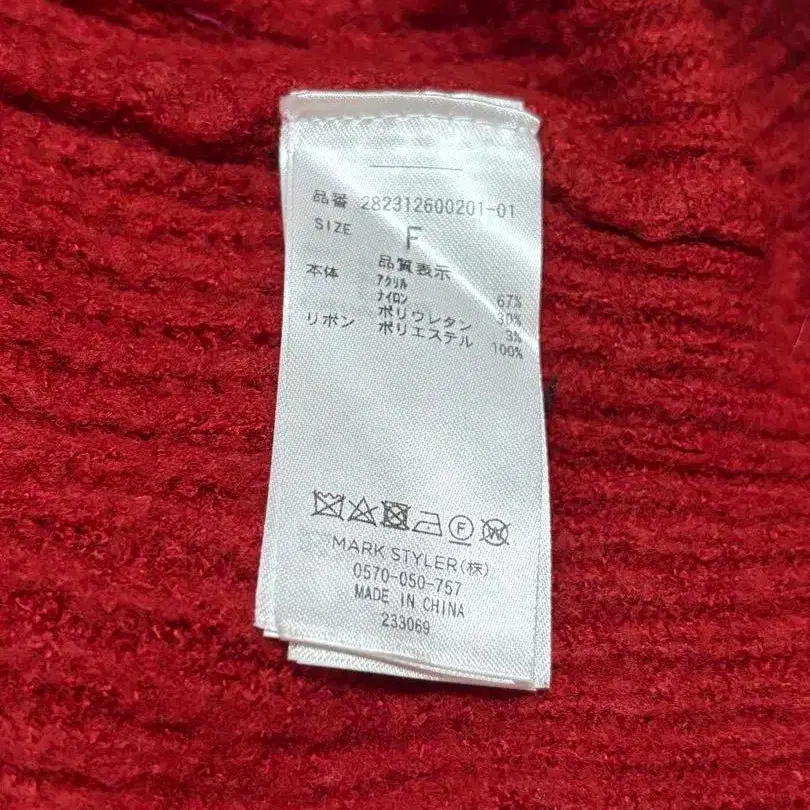 品番 282312600201-01
SIZE F
品質表示
本体 アクリル 67%
ナイロン 30%
ポリウレタン 3%
リボン ポリエステル 100%
F W
MARK STYLER(株)
0570-050-757
MADE IN CHINA
233069